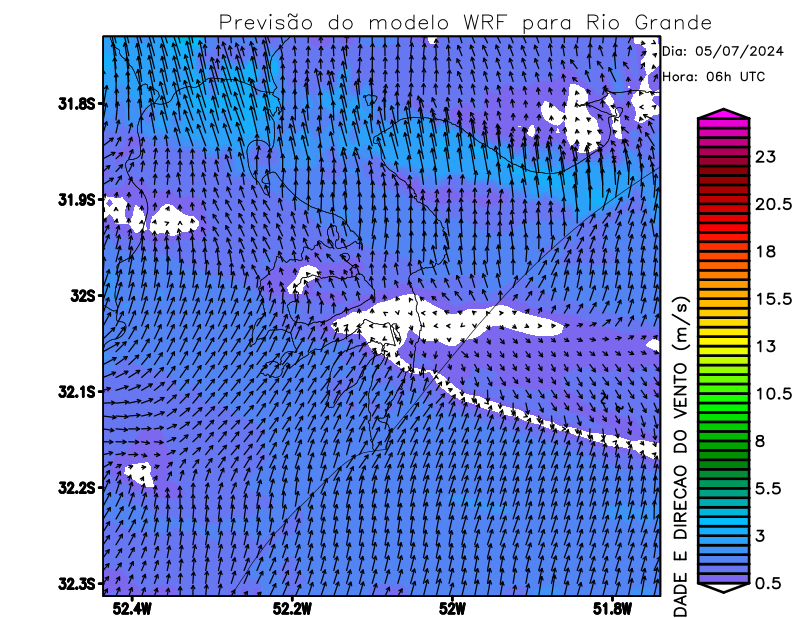 Previsão do modelo WRF para Rio Grande
Dia: 05/07/2024
Hora: 06h UTC
31.8S
31.9S
32S
32.1S
32.2S
32.3S
52.4W
52.2W
52W
51.8W
DADE E DIRECAO DO VENTO (m/s)
23
20.5
18
15.5
13
10.5
8
5.5
3
0.5